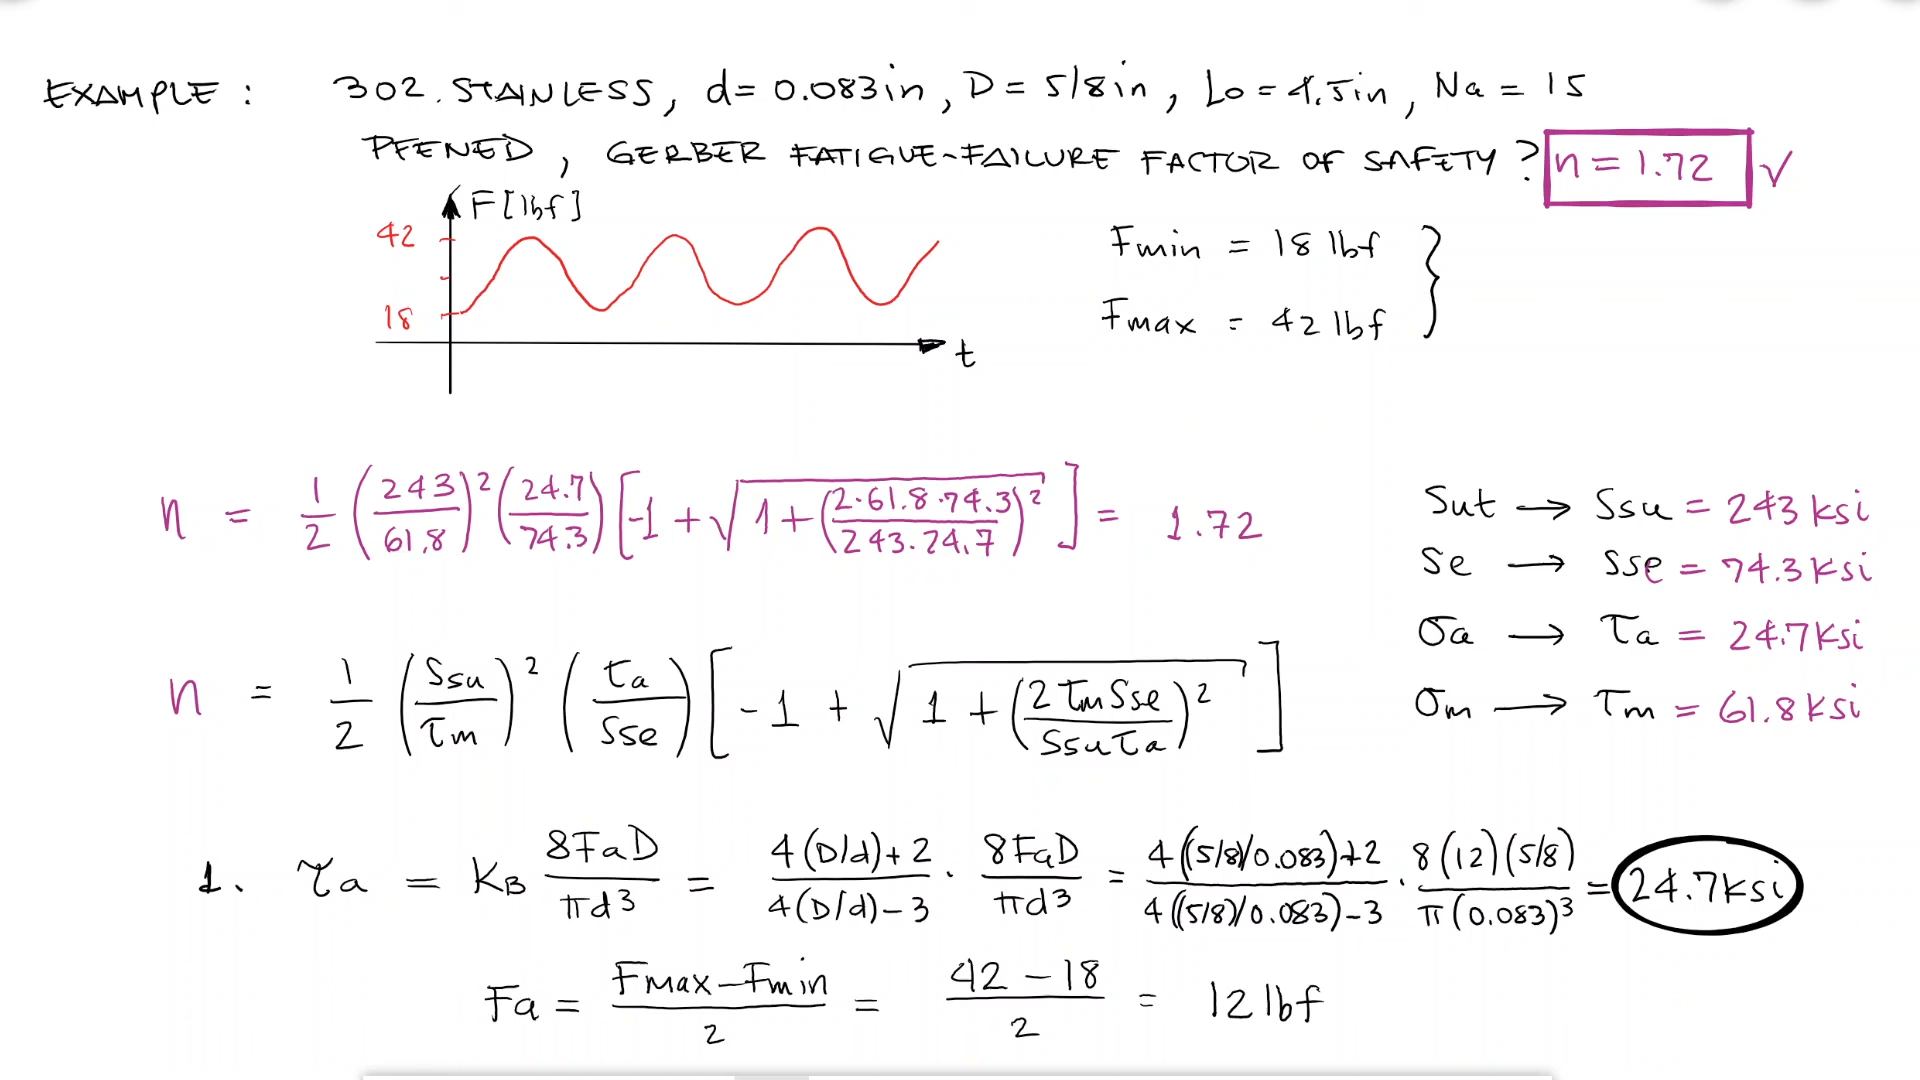 EXAMPLE : 302. STAINLESS, d = 0.083in, D = 5/8in, Lo = 4.5in, Na = 15
PEENED, GERBER FATIGUE-FAILURE FACTOR OF SAFETY? n = 1.72 ✓
F[lbf]
42
18
t
Fmin = 18 lbf
Fmax = 42 lbf }
n = 1/2 (243/61.8)² (24.7/74.3) [-1 + √(1 + (2·61.8·74.3/243·24.7)²)] = 1.72
Sut → Ssu = 243 ksi
Se → Sse = 74.3 ksi
σa → τa = 24.7 ksi
σm → τm = 61.8 ksi
n = 1/2 (Ssu/τm)² (τa/Sse) [-1 + √(1 + (2τmSse/Ssuτa)²)]
1. τa = KB 8FaD/πd³ = 4(D/d)+2/4(D/d)-3 · 8FaD/πd³ = 4((5/8)/0.083)+2/4((5/8)/0.083)-3 · 8(12)(5/8)/π(0.083)³ = 24.7ksi
Fa = Fmax-Fmin/2 = 42-18/2 = 12 lbf